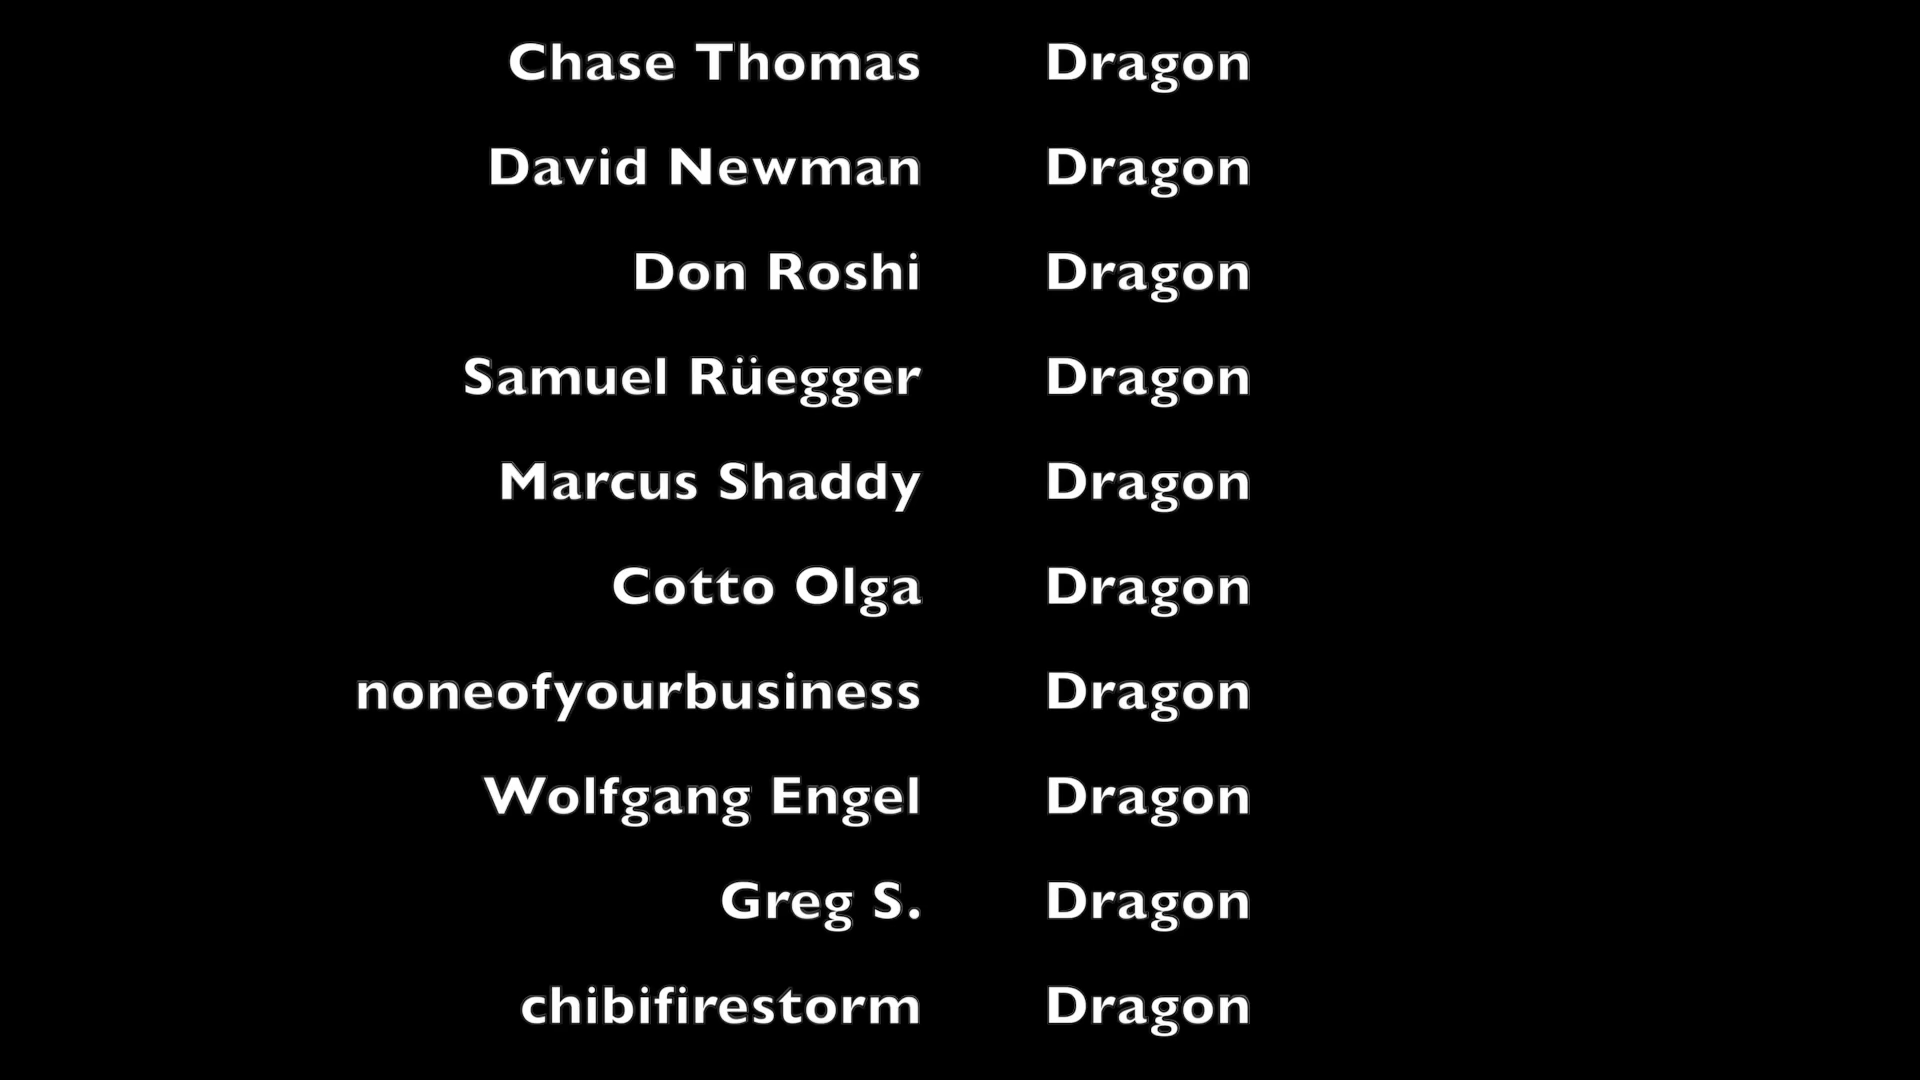 Chase Thomas Dragon
David Newman Dragon
Don Roshi Dragon
Samuel Rüegger Dragon
Marcus Shaddy Dragon
Cotto Olga Dragon
noneofyourbusiness Dragon
Wolfgang Engel Dragon
Greg S. Dragon
chibifirestorm Dragon